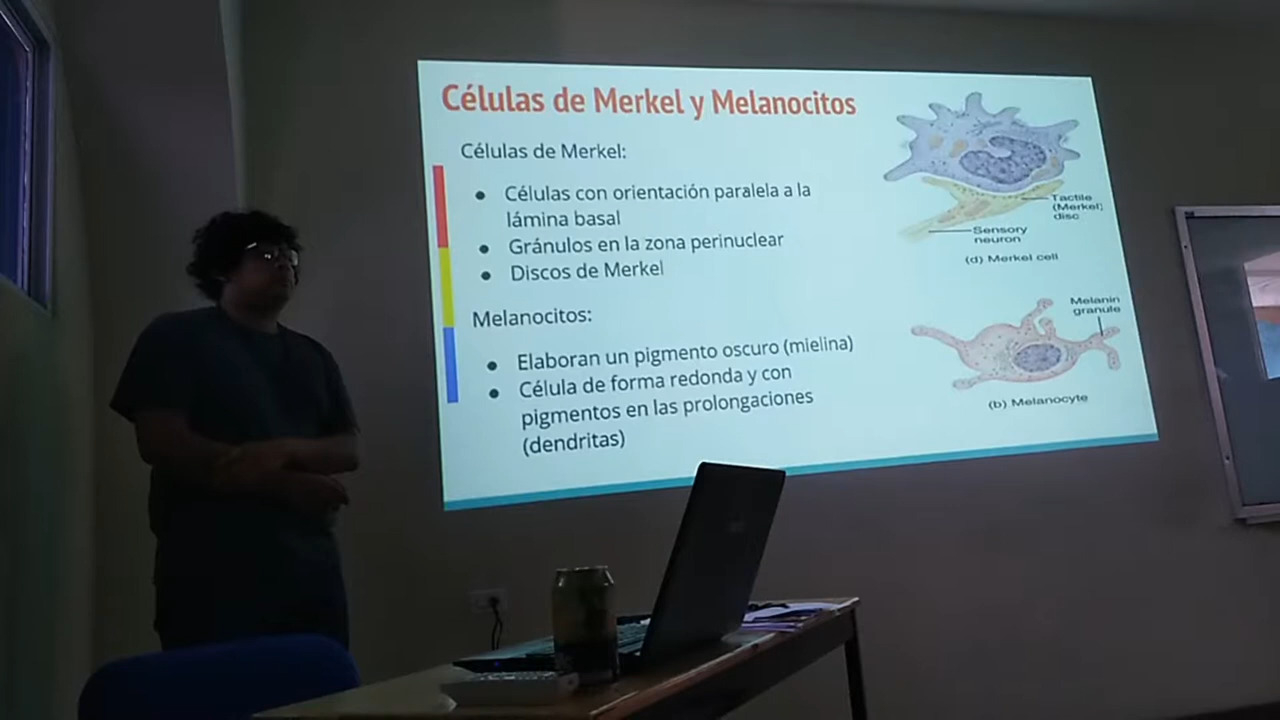 Células de Merkel y Melanocitos
Células de Merkel:
Células con orientación paralela a la
lámina basal
Gránulos en la zona perinuclear
Discos de Merkel
Melanocitos:
Elaboran un pigmento oscuro (mielina)
Célula de forma redonda y con
pigmentos en las prolongaciones
(dendritas)
Tactile
(Merkel)
disc
Sensory
neuron
(d) Merkel cell
Melanin
granule
(b) Melanocyte